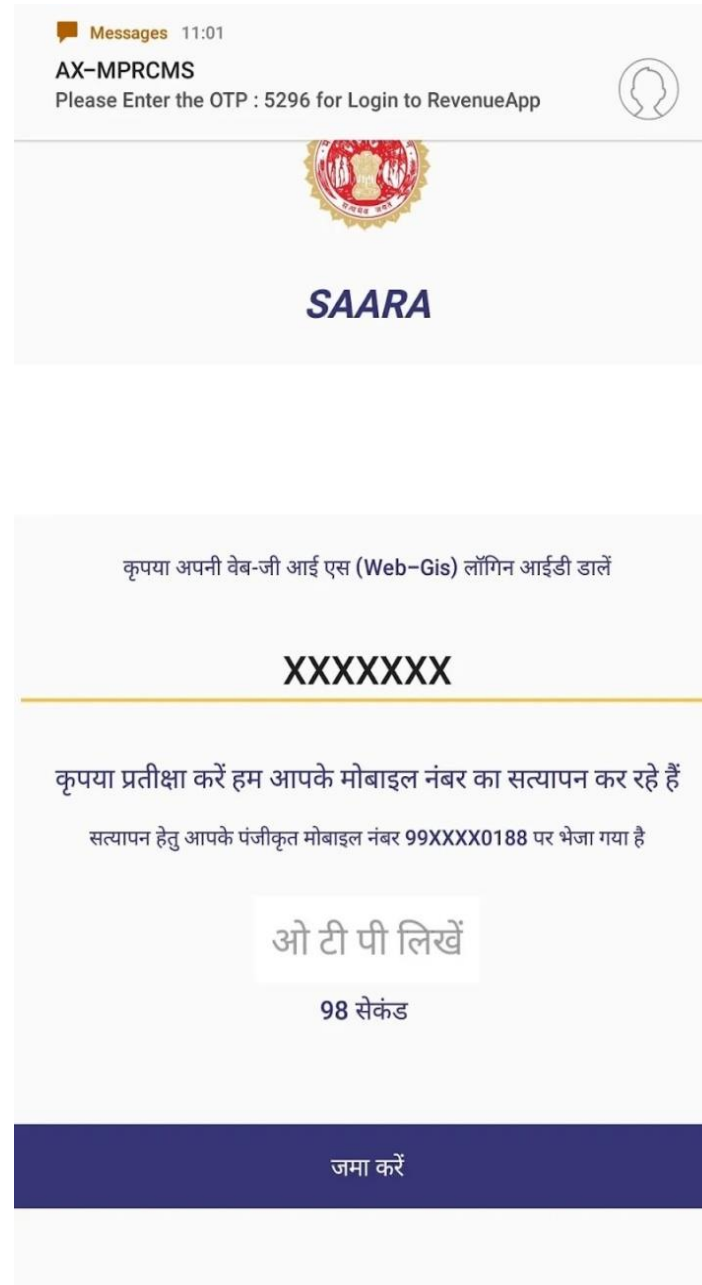 Messages 11:01
AX-MPRCMS
Please Enter the OTP : 5296 for Login to RevenueApp
SAARA
कृपया अपनी वेब-जी आई एस (Web-Gis) लॉगिन आईडी डालें
XXXXXXX
कृपया प्रतीक्षा करें हम आपके मोबाइल नंबर का सत्यापन कर रहे हैं
सत्यापन हेतु आपके पंजीकृत मोबाइल नंबर 99XXXX0188 पर भेजा गया है
ओ टी पी लिखें
98 सेकंड
जमा करें